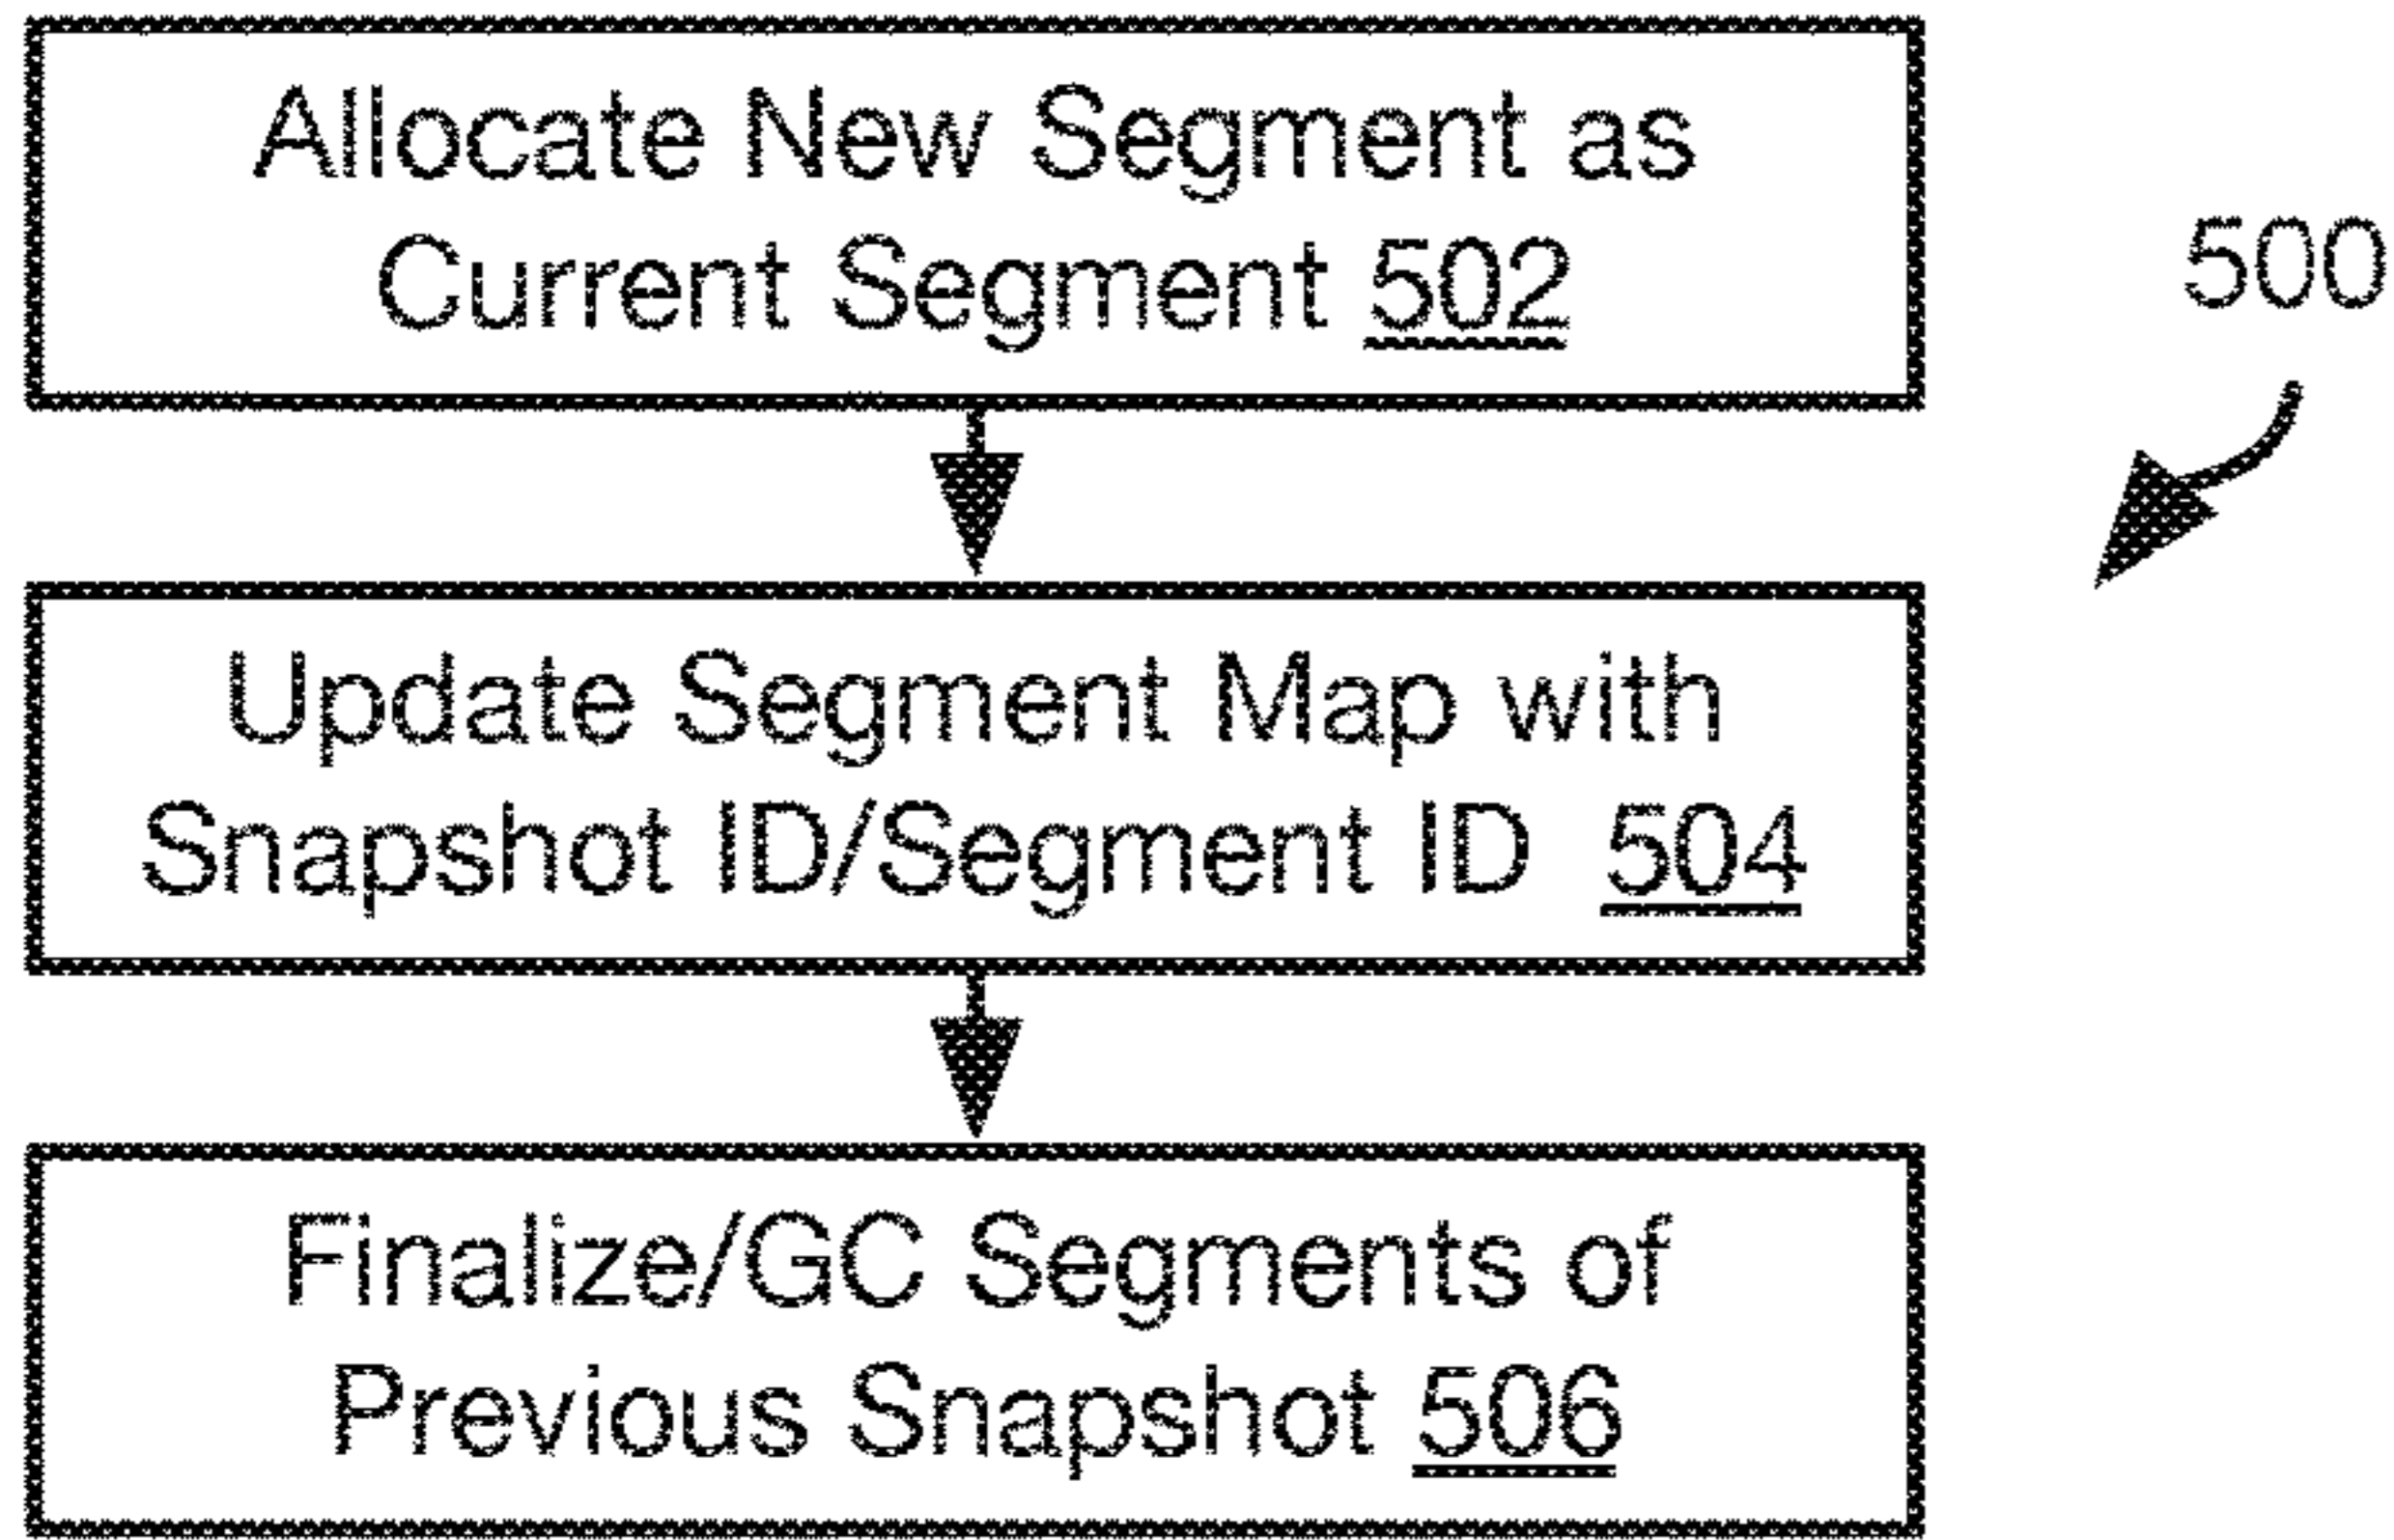 Allocate New Segment as
Current Segment 502
500
Update Segment Map with
Snapshot ID/Segment ID 504
Finalize/GC Segments of
Previous Snapshot 506